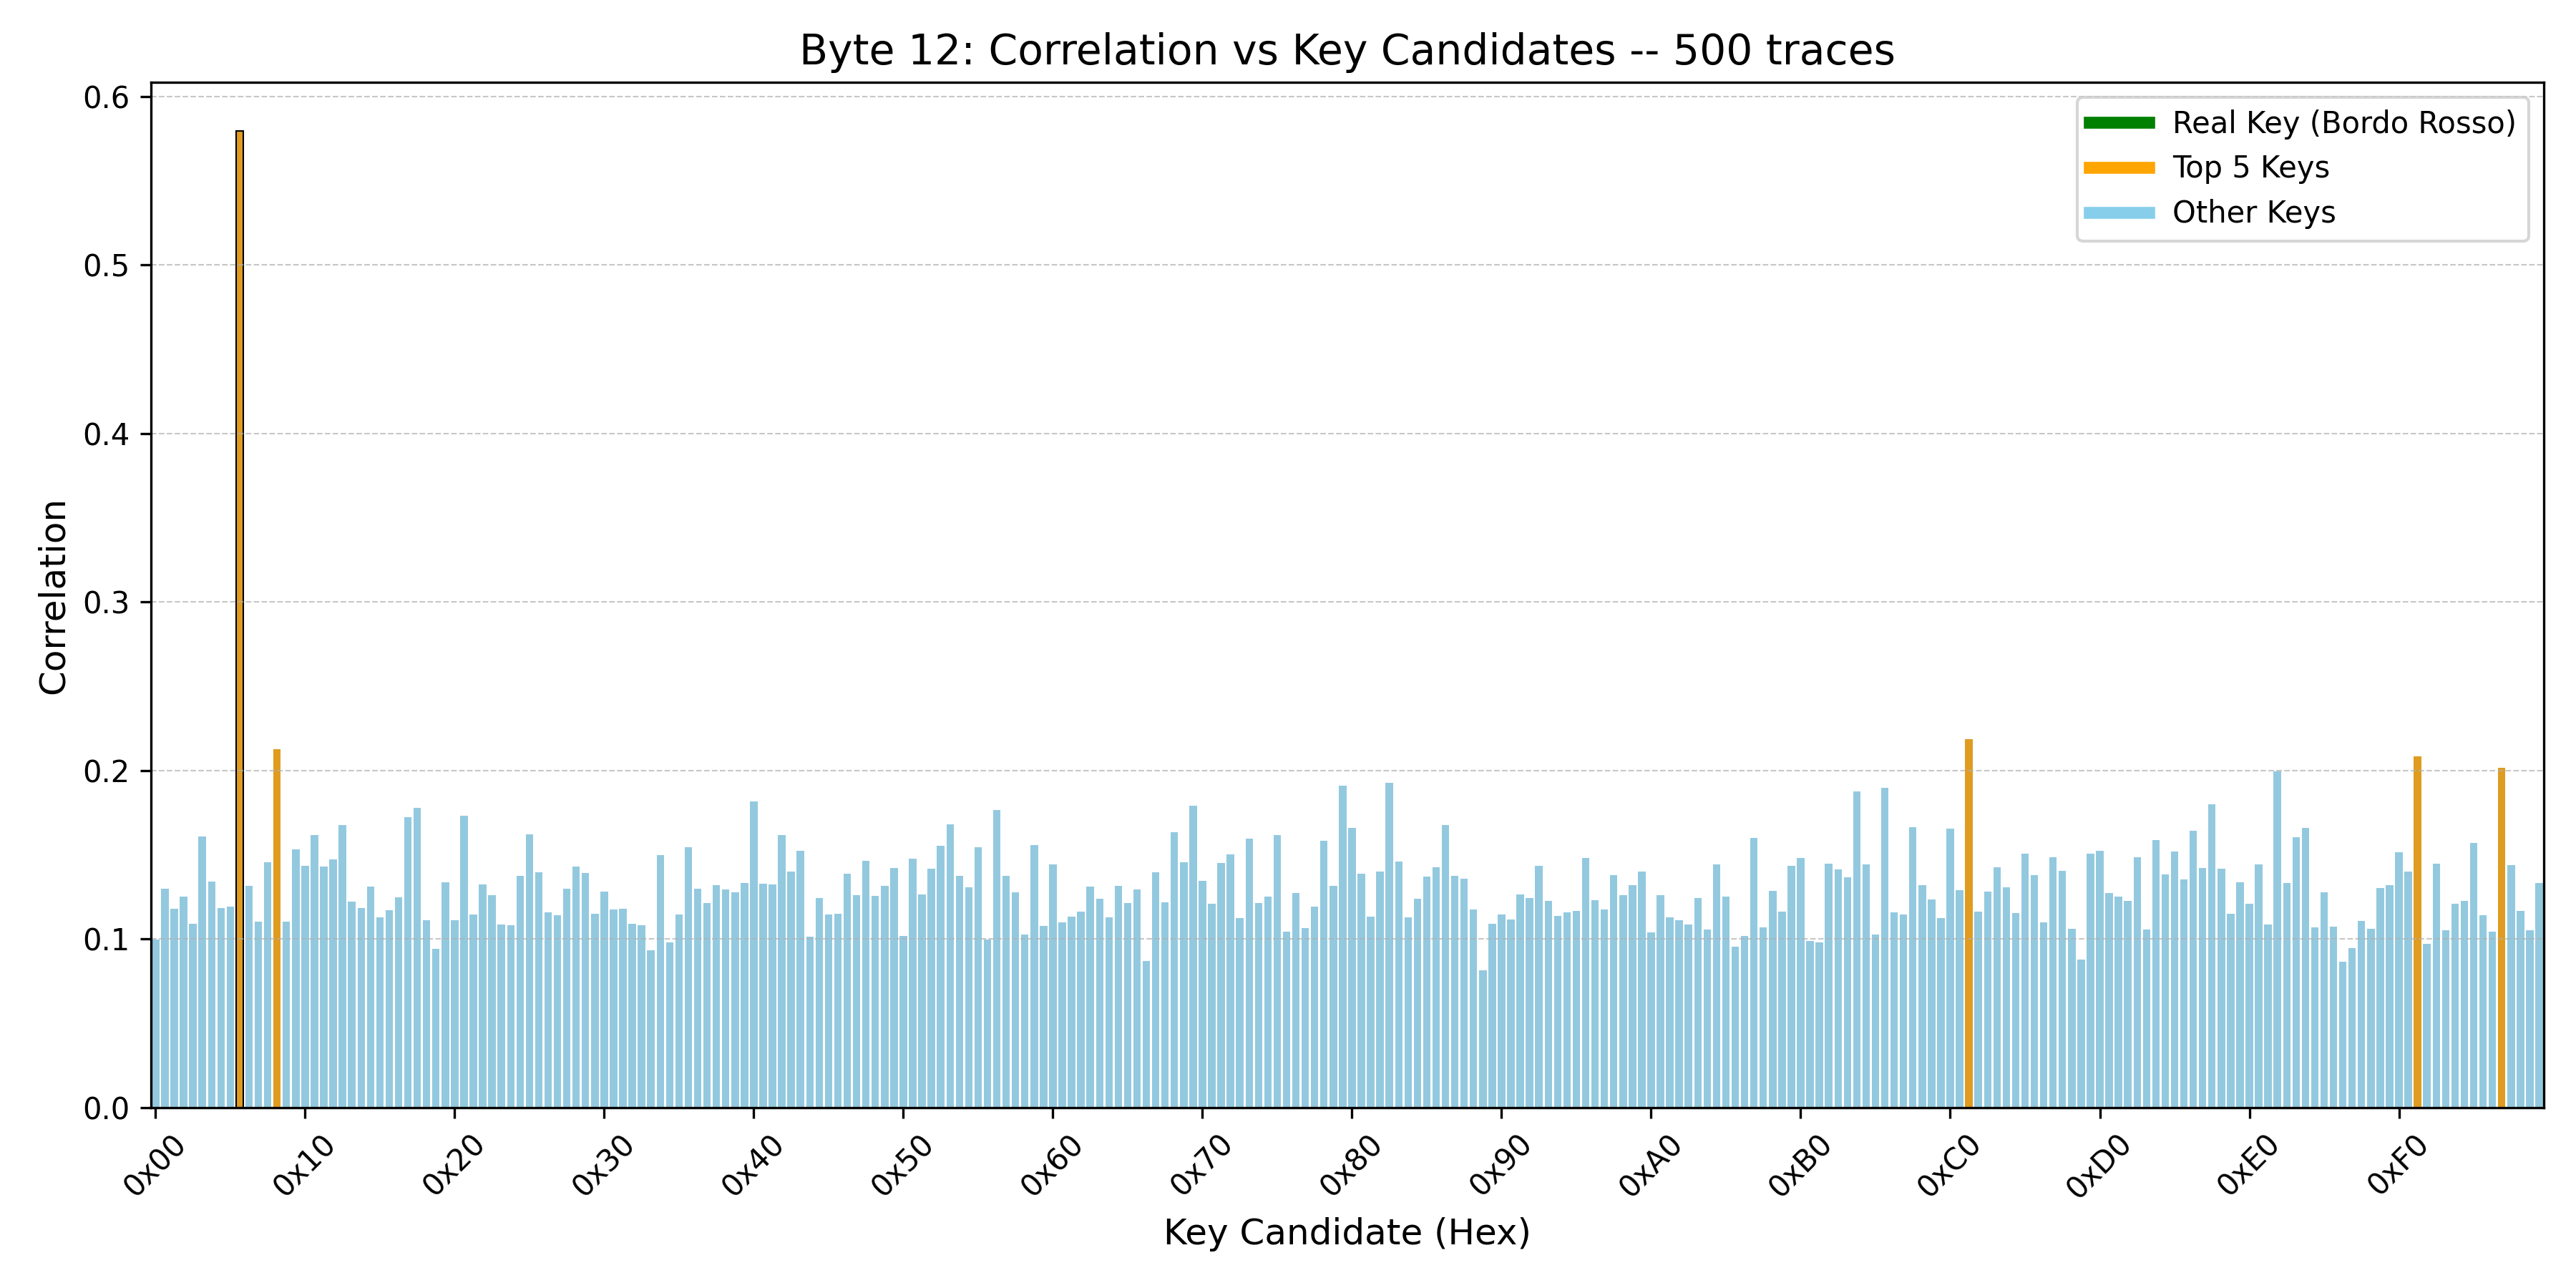 Byte 12: Correlation vs Key Candidates -- 500 traces
Real Key (Bordo Rosso)
Top 5 Keys
Other Keys
Correlation
0.6
0.5
0.4
0.3
0.2
0.1
0.0
0x00 0x10 0x20 0x30 0x40 0x50 0x60 0x70 0x80 0x90 0xA0 0xB0 0xC0 0xD0 0xE0 0xF0
Key Candidate (Hex)